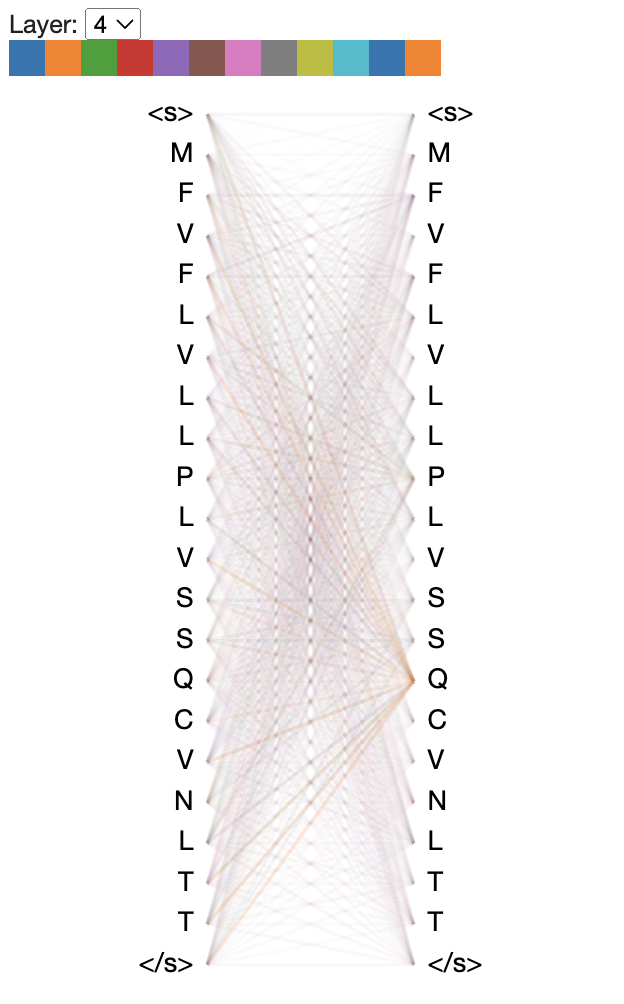 Layer: 4
<s> <s>
M M
F F
V V
F F
L L
V V
L L
L L
P P
L L
V V
S S
S S
Q Q
C C
V V
N N
L L
T T
T T
</s> </s>